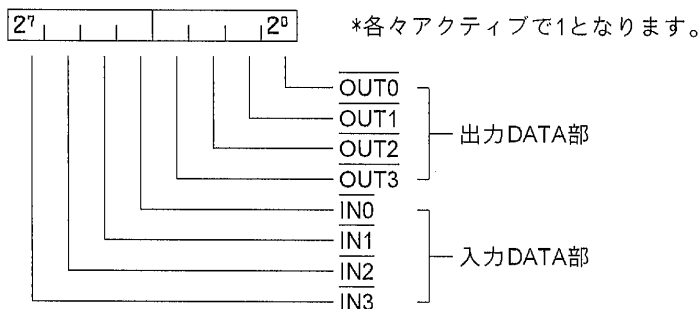 2⁷ 2⁰ *各々アクティブで1となります。
OUT0
OUT1
OUT2 出力DATA部
OUT3
IN0
IN1
IN2 入力DATA部
IN3